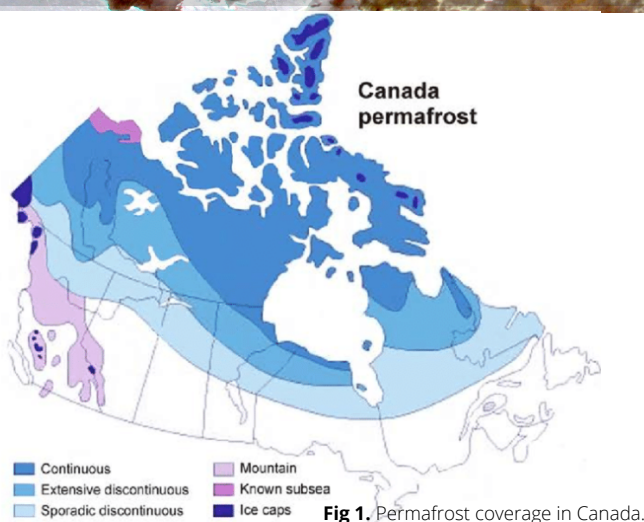 Canada
permafrost
Continuous
Extensive discontinuous
Sporadic discontinuous
Mountain
Known subsea
Ice caps
Fig 1. Permafrost coverage in Canada.